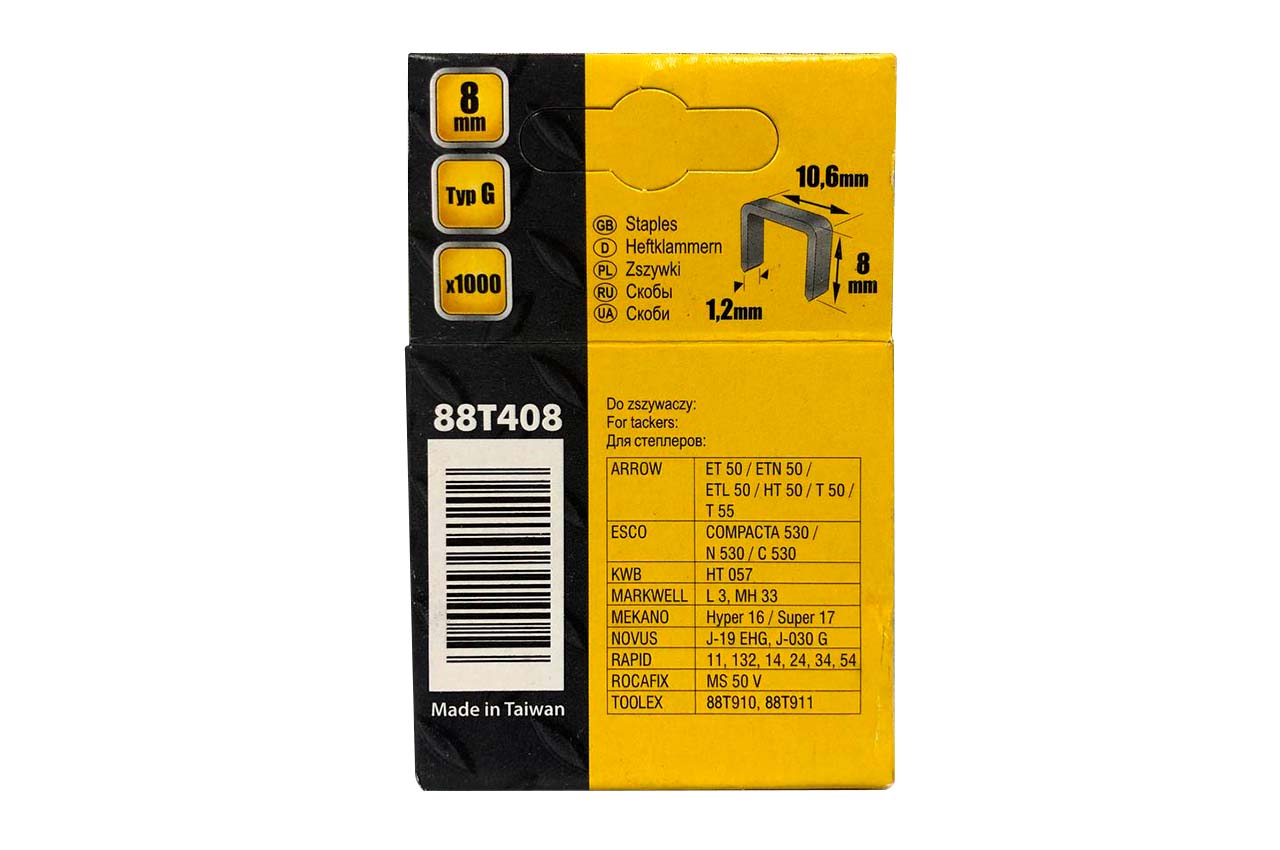 8
mm
Typ G
x1000
10,6mm
8
mm
1,2mm
GB Staples
D Heftklammern
PL Zszywki
RU Скобы
UA Скоби
88T408
Made in Taiwan
Do zszywaczy:
For tackers:
Для степлеров:
ARROW ET 50 / ETN 50 /
ETL 50 / HT 50 / T 50 /
T 55
ESCO COMPACTA 530 /
N 530 / C 530
KWB HT 057
MARKWELL L 3, MH 33
MEKANO Hyper 16 / Super 17
NOVUS J-19 EHG, J-030 G
RAPID 11, 132, 14, 24, 34, 54
ROCAFIX MS 50 V
TOOLEX 88T910, 88T911